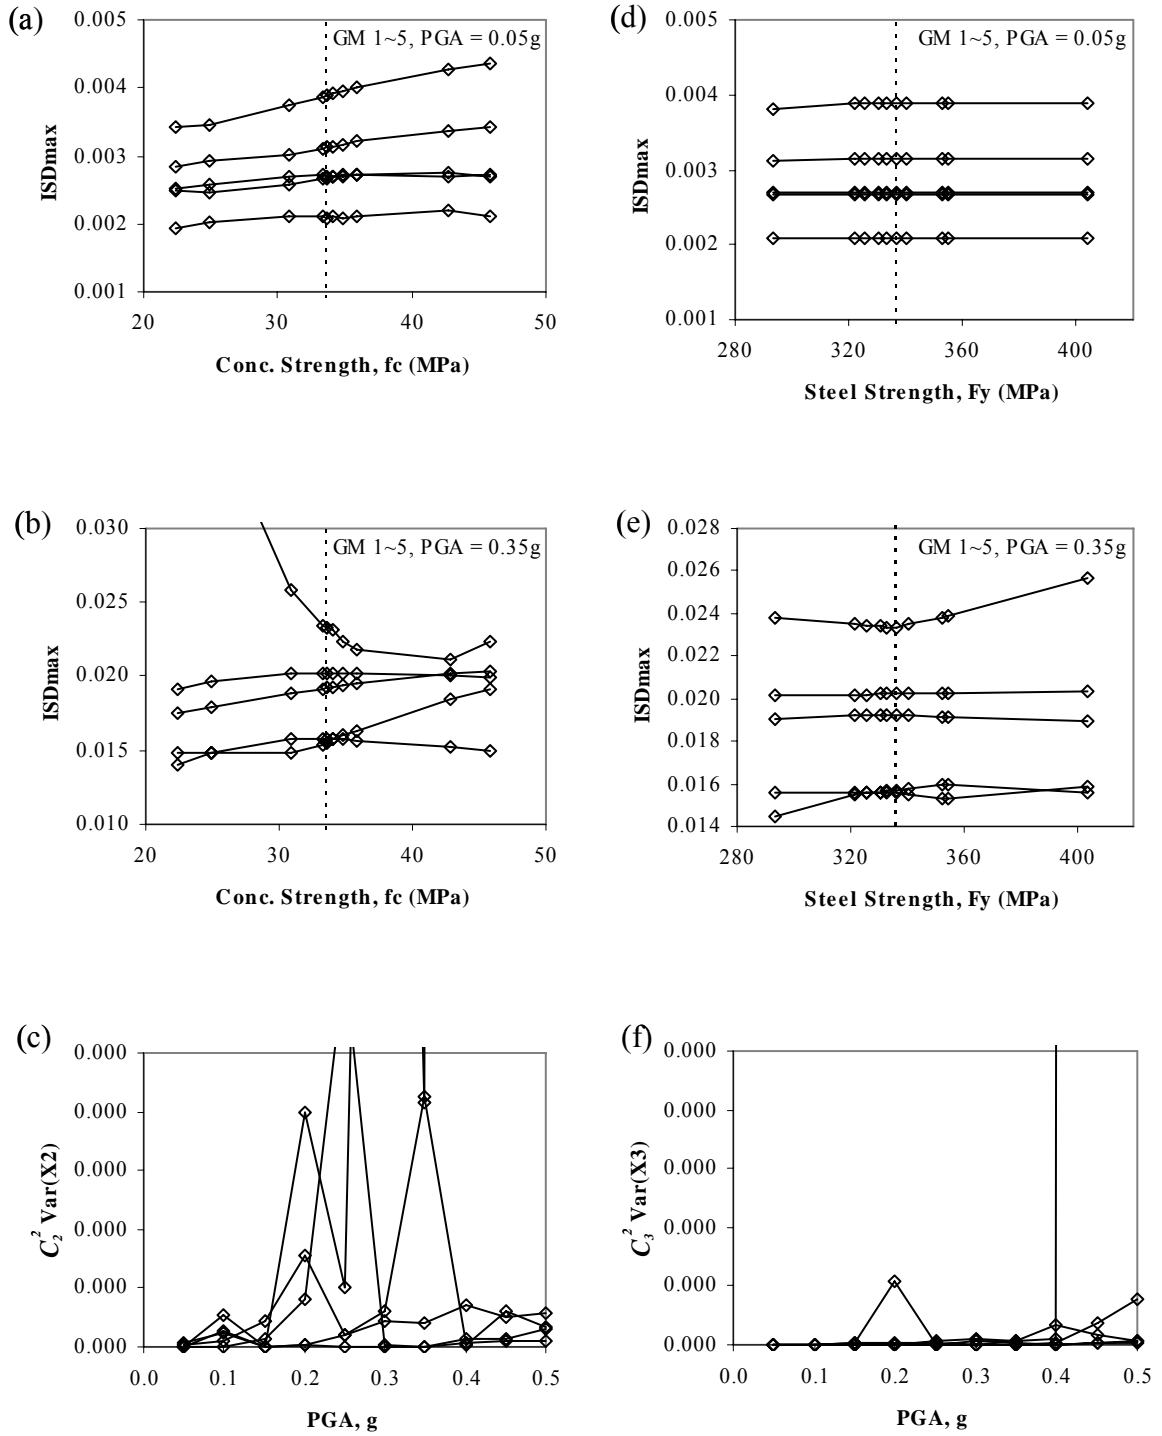 (a)
0.005
0.004
0.003
0.002
0.001
ISDmax
GM 1~5, PGA = 0.05g
20 30 40 50
Conc. Strength, fc (MPa)
(d)
0.005
0.004
0.003
0.002
0.001
ISDmax
GM 1~5, PGA = 0.05g
280 320 360 400
Steel Strength, Fy (MPa)
(b)
0.030
0.025
0.020
0.015
0.010
ISDmax
GM 1~5, PGA = 0.35g
20 30 40 50
Conc. Strength, fc (MPa)
(e)
0.028
0.026
0.024
0.022
0.020
0.018
0.016
0.014
ISDmax
GM 1~5, PGA = 0.35g
280 320 360 400
Steel Strength, Fy (MPa)
(c)
0.000
0.000
0.000
0.000
0.000
0.000
C₂² Var(X2)
0.0 0.1 0.2 0.3 0.4 0.5
PGA, g
(f)
0.000
0.000
0.000
0.000
0.000
0.000
C₃² Var(X3)
0.0 0.1 0.2 0.3 0.4 0.5
PGA, g